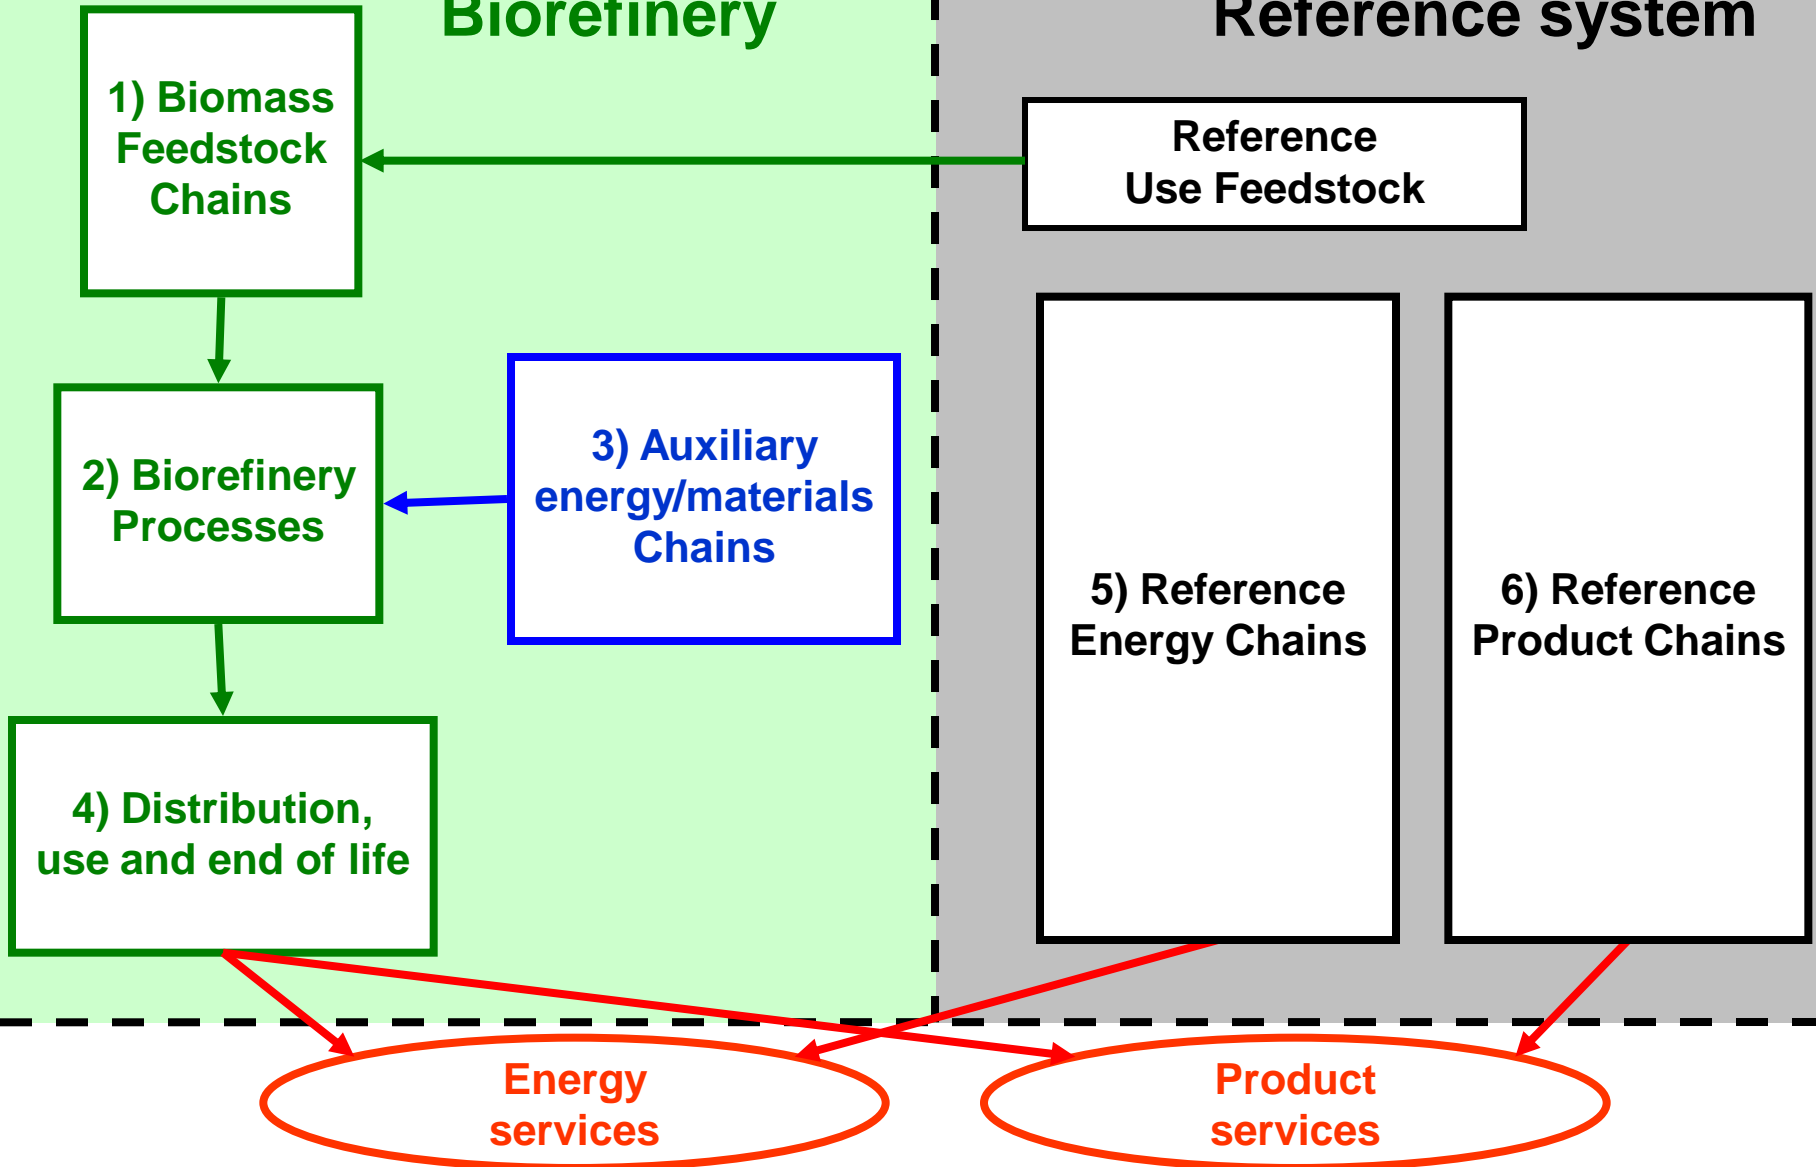 Biorefinery
Reference system
1) Biomass
Feedstock
Chains
Reference
Use Feedstock
2) Biorefinery
Processes
3) Auxiliary
energy/materials
Chains
5) Reference
Energy Chains
6) Reference
Product Chains
4) Distribution,
use and end of life
Energy
services
Product
services